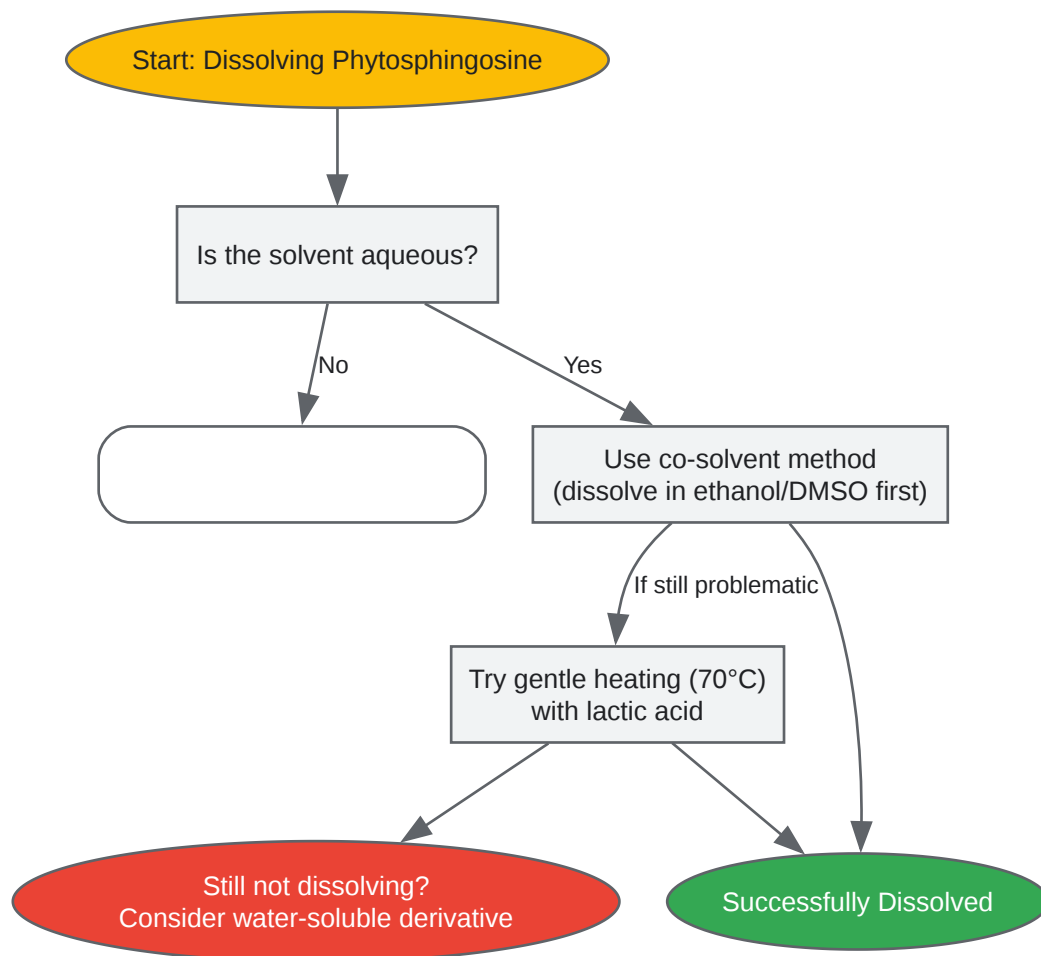 Start: Dissolving Phytosphingosine
Is the solvent aqueous?
No
Yes
Use co-solvent method
(dissolve in ethanol/DMSO first)
If still problematic
Try gentle heating (70°C)
with lactic acid
Still not dissolving?
Consider water-soluble derivative
Successfully Dissolved